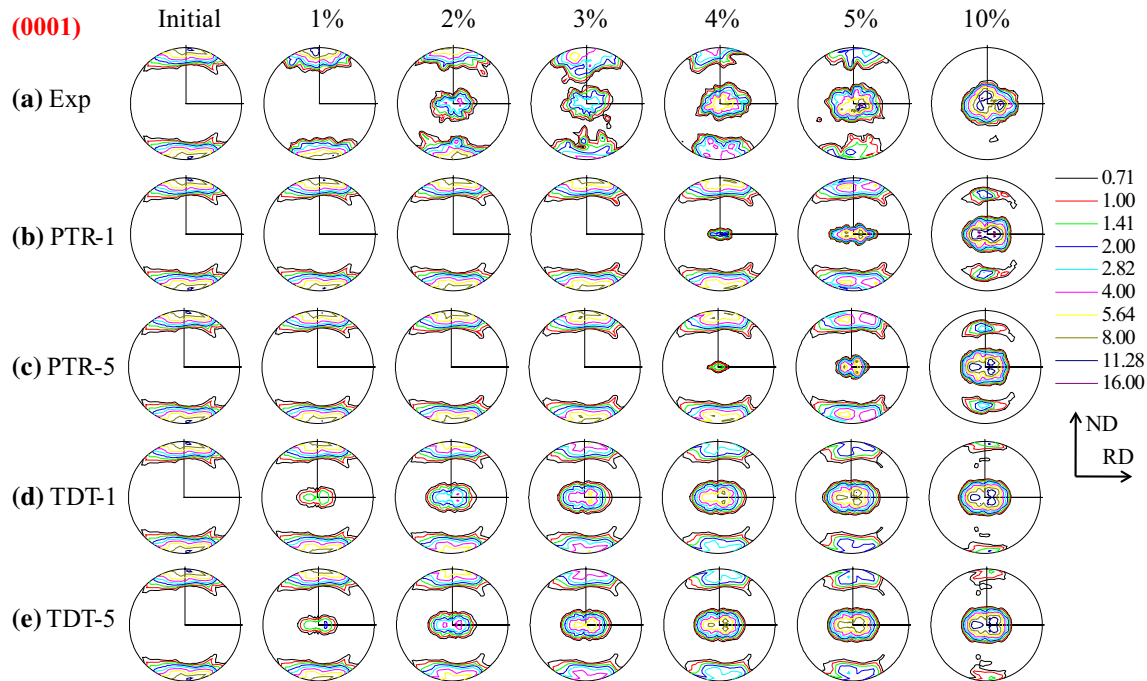 (0001)
Initial 1% 2% 3% 4% 5% 10%
(a) Exp
(b) PTR-1
(c) PTR-5
(d) TDT-1
(e) TDT-5
0.71
1.00
1.41
2.00
2.82
4.00
5.64
8.00
11.28
16.00
ND
RD